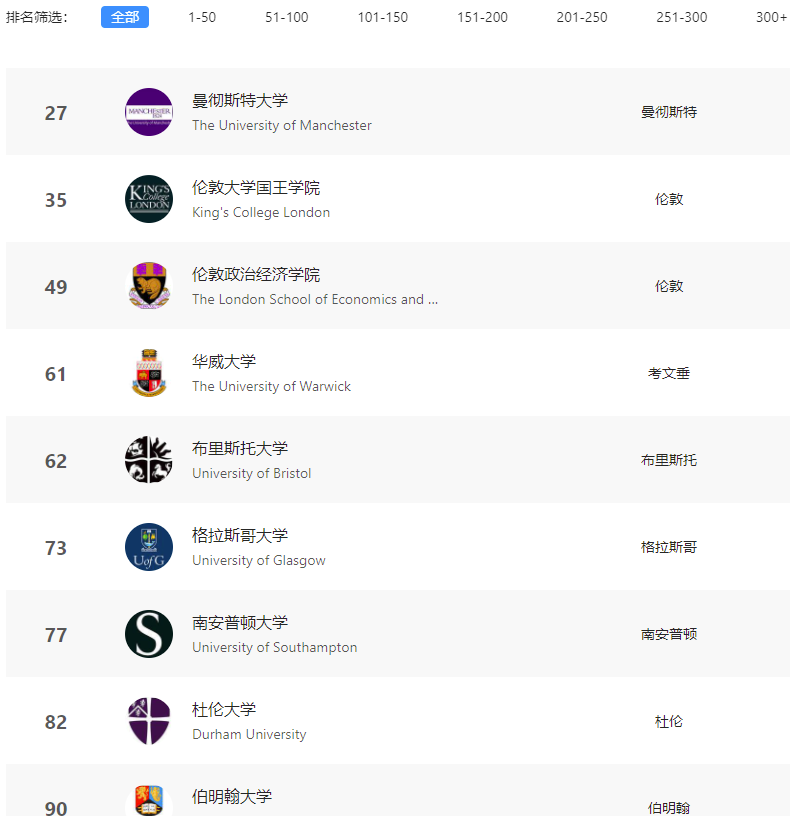 排名筛选： 全部 1-50 51-100 101-150 151-200 201-250 251-300 300+
27 曼彻斯特大学 曼彻斯特
The University of Manchester
MANCHESTER
35 伦敦大学国王学院 伦敦
King's College London
KING'S
College
LONDON
49 伦敦政治经济学院 伦敦
The London School of Economics and ...
61 华威大学 考文垂
The University of Warwick
62 布里斯托大学 布里斯托
University of Bristol
73 格拉斯哥大学 格拉斯哥
University of Glasgow
UofG
77 南安普顿大学 南安普顿
University of Southampton
S
82 杜伦大学 杜伦
Durham University
90 伯明翰大学 伯明翰